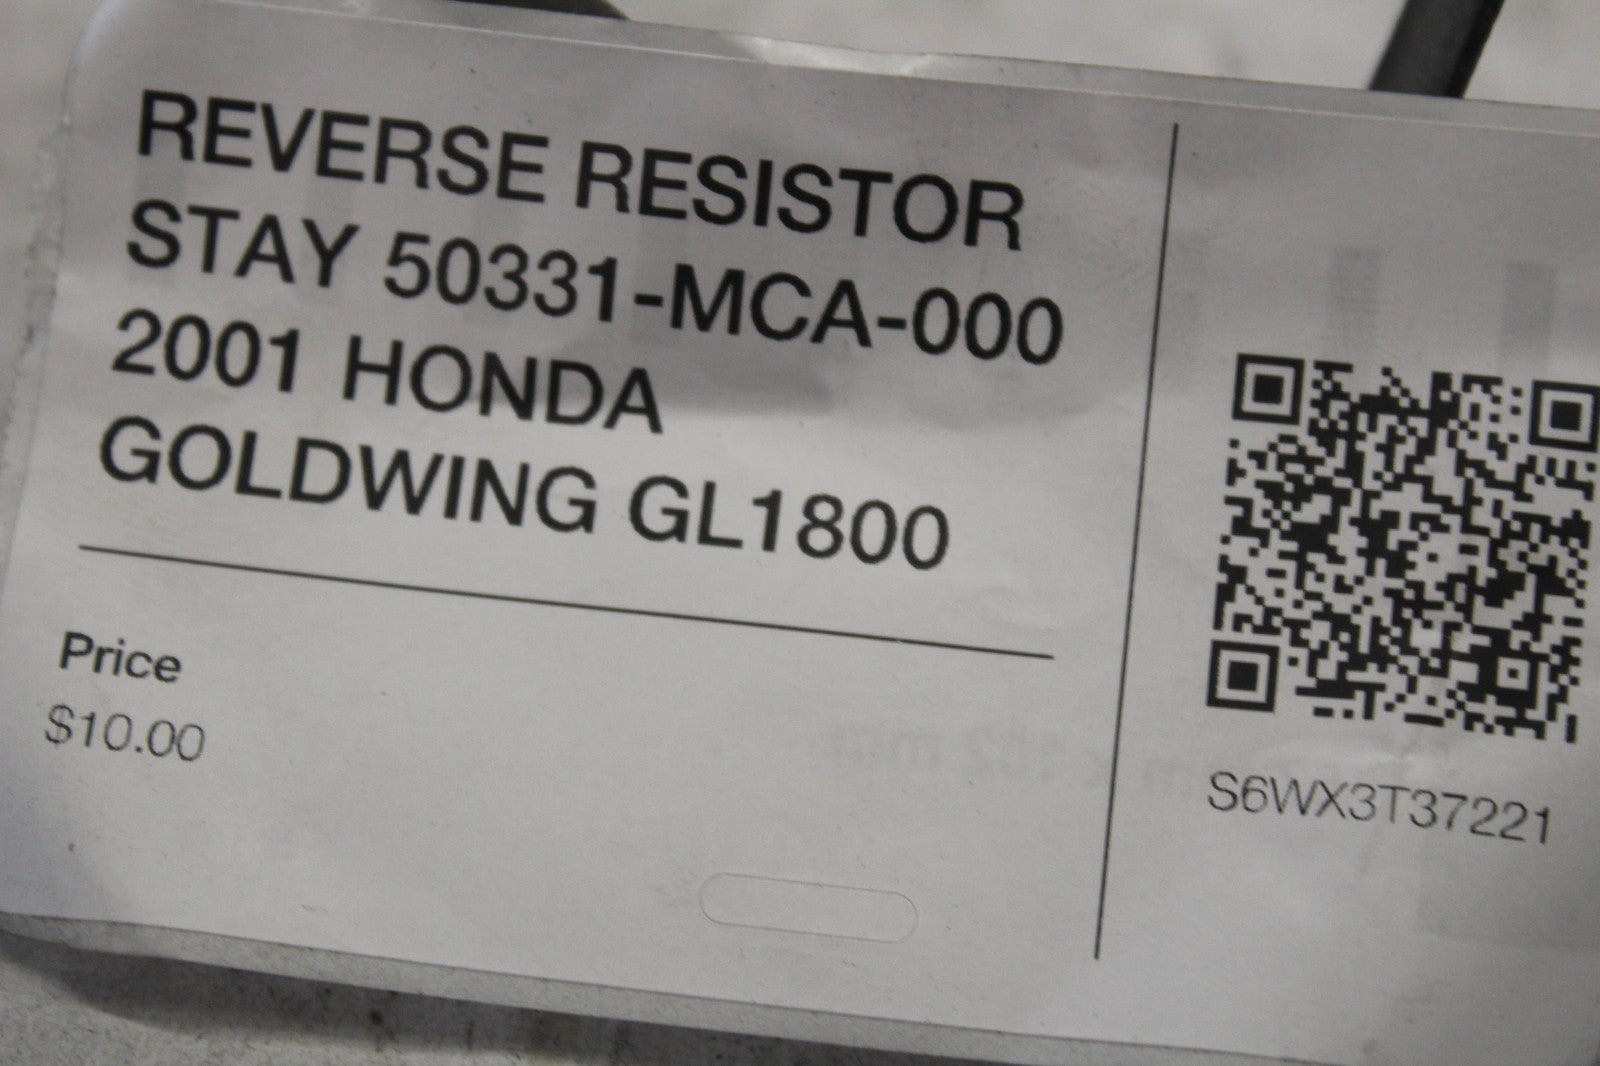 REVERSE RESISTOR
STAY 50331-MCA-000
2001 HONDA
GOLDWING GL1800
Price
$10.00
S6WX3T37221